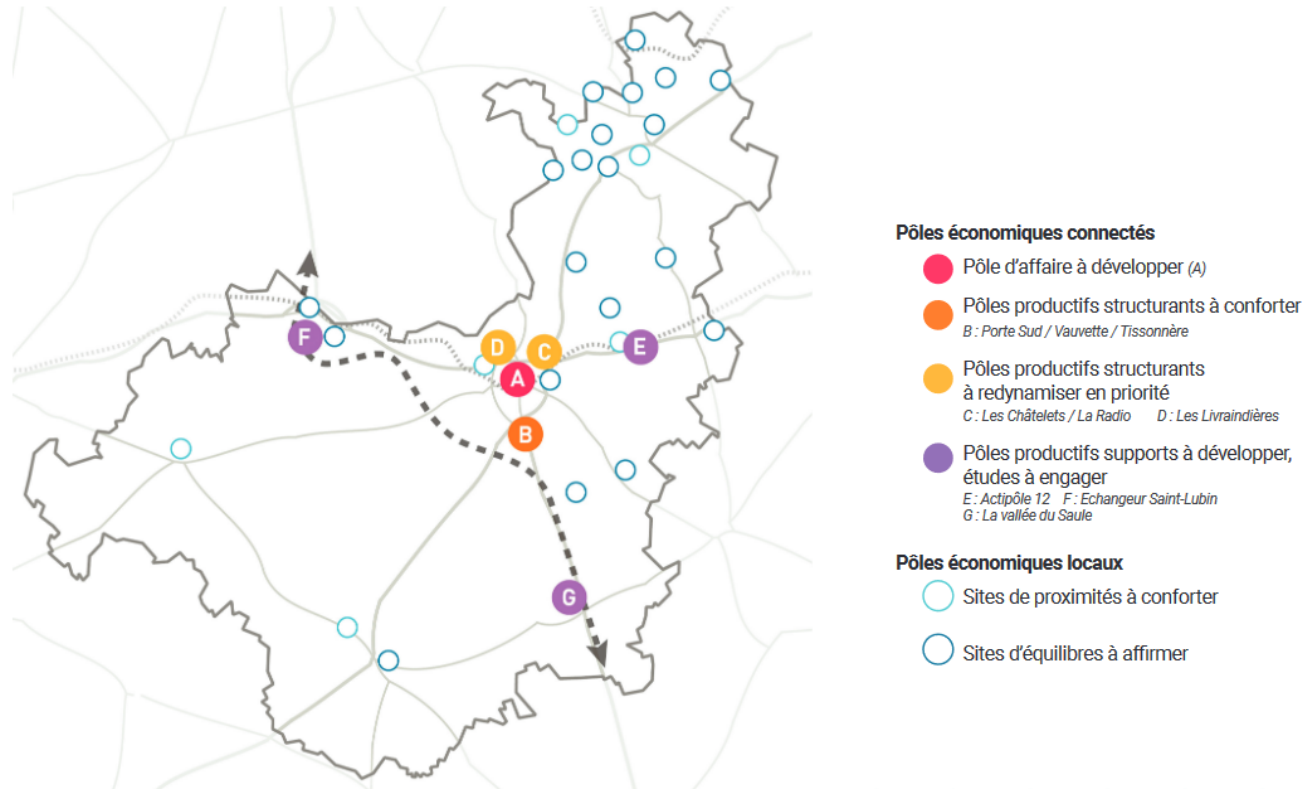 F
D
C
E
A
B
G
Pôles économiques connectés
Pôle d'affaire à développer (A)
Pôles productifs structurants à conforter
B : Porte Sud / Vauvette / Tissonnère
Pôles productifs structurants
à redynamiser en priorité
C : Les Châtelets / La Radio D : Les Livraindières
Pôles productifs supports à développer,
études à engager
E : Actipôle 12 F : Echangeur Saint-Lubin
G : La vallée du Saule
Pôles économiques locaux
Sites de proximités à conforter
Sites d'équilibres à affirmer